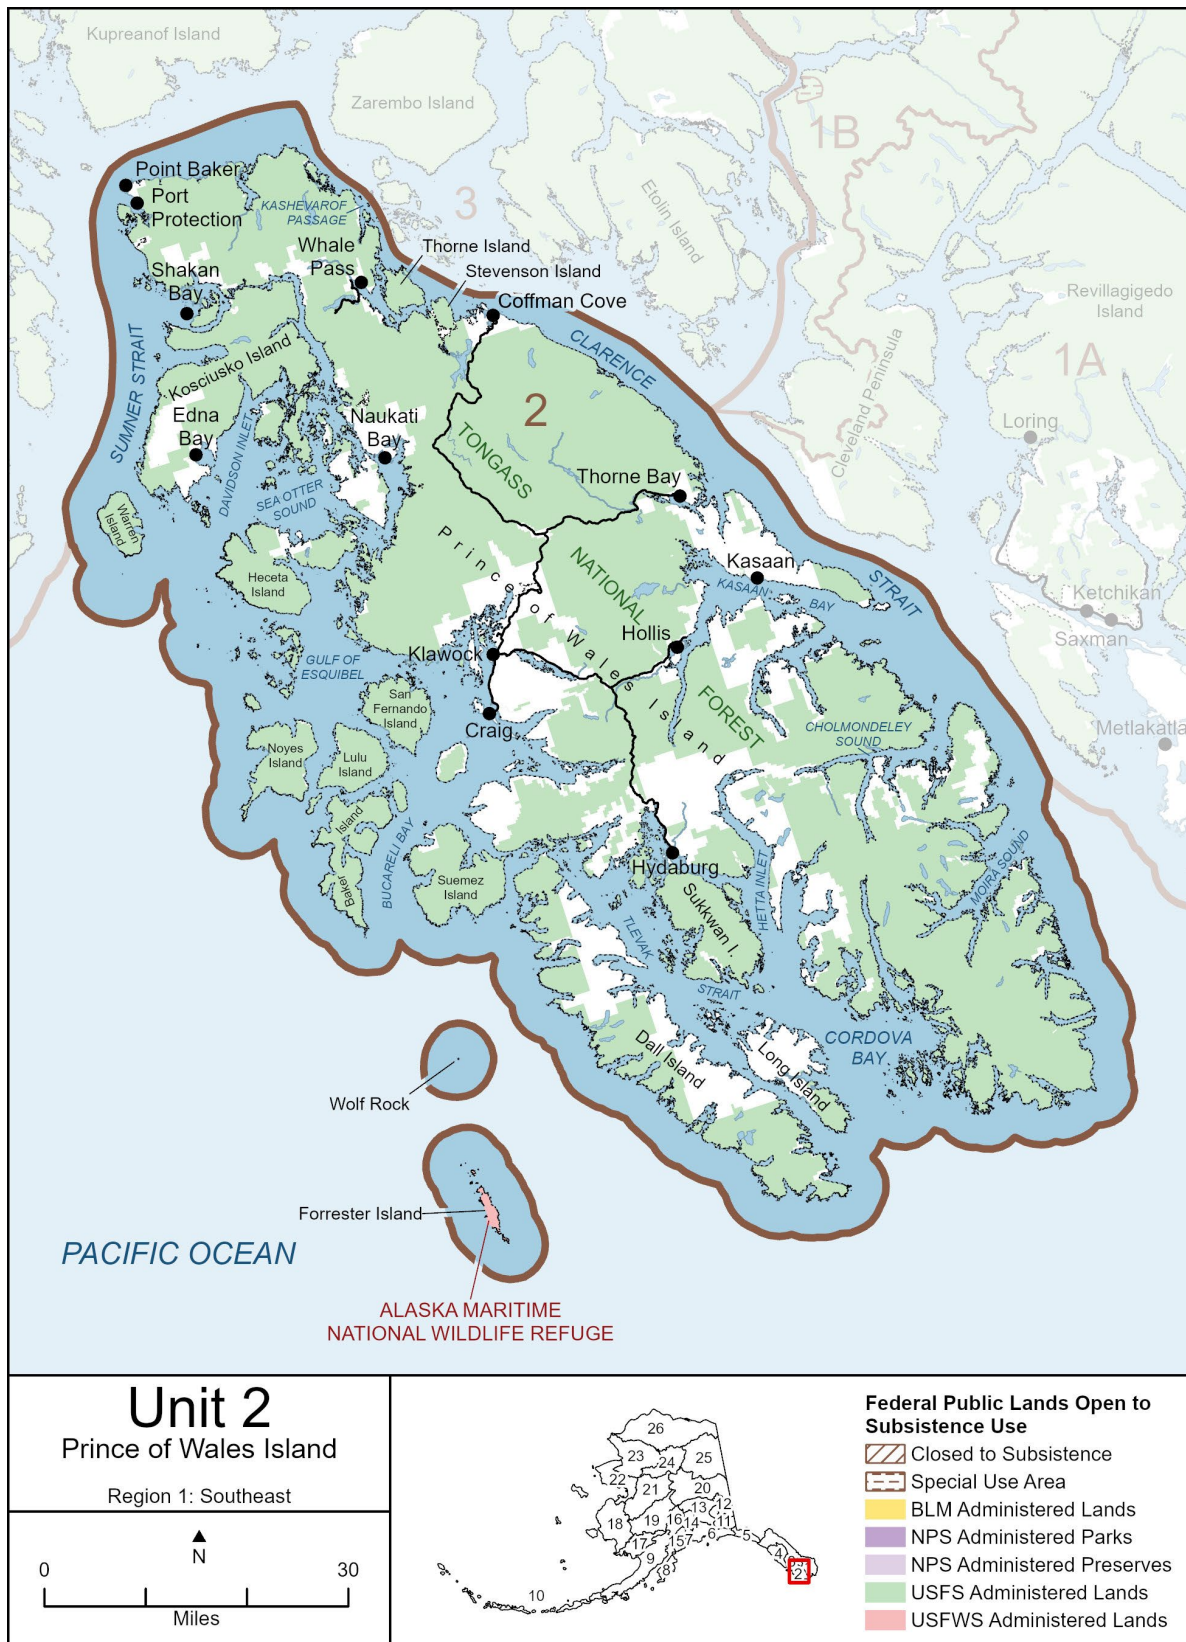 Kupreanof Island
Zarembo Island
1B
Point Baker
Port
Protection
KASHEVAROF
PASSAGE
3
Etolin Island
Whale
Pass
Thorne Island
Stevenson Island
Shakan
Bay
Coffman Cove
Revillagigedo
Island
CLARENCE
SUMNER STRAIT
Kosciusko Island
Cleveland Peninsula
1A
2
Edna
Bay
Naukati
Bay
Loring
DAVIDSON INLET
TONGASS
Thorne Bay
SEA OTTER
SOUND
Warren
Island
Prince of Wales Island
NATIONAL
Kasaan
KASAAN
BAY
STRAIT
Heceta
Island
Ketchikan
Saxman
Hollis
Klawock
GULF OF
ESQUIBEL
San
Fernando
Island
FOREST
Craig
CHOLMONDELEY
SOUND
Metlakatla
Noyes
Island
Lulu
Island
Baker Island
BUCARELI BAY
Hydaburg
HETTA INLET
MOIRA SOUND
Suemez
Island
Sukkwan I.
TLEVAK
STRAIT
CORDOVA
BAY
Dall Island
Long Island
Wolf Rock
Forrester Island
PACIFIC OCEAN
ALASKA MARITIME
NATIONAL WILDLIFE REFUGE
Unit 2
Prince of Wales Island
Region 1: Southeast
N
0
30
Miles
26
23
24
25
22
21
20
18
19
13
12
16
14
11
17
15
7
6
5
9
8
4
10
2
Federal Public Lands Open to
Subsistence Use
Closed to Subsistence
Special Use Area
BLM Administered Lands
NPS Administered Parks
NPS Administered Preserves
USFS Administered Lands
USFWS Administered Lands